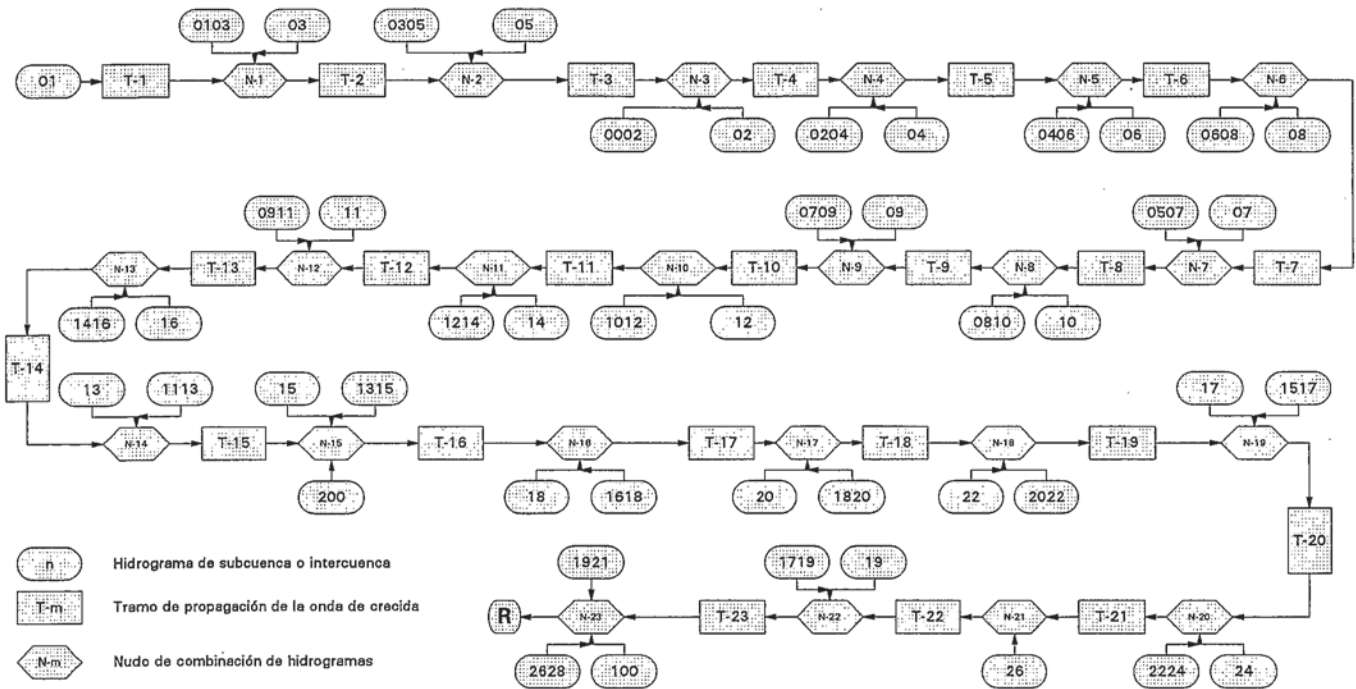 0103 03 0305 05
01 T-1 N-1 T-2 N-2 T-3 N-3 T-4 N-4 T-5 N-5 T-6 N-6
0002 02 0204 04 0406 06 0608 08
0911 11 0709 09 0507 07
N-13 T-13 N-12 T-12 N-11 T-11 N-10 T-10 N-9 T-9 N-8 T-8 N-7 T-7
1416 16 1214 14 1012 12 0810 10
T-14
13 1113 15 1315 17 1517
N-14 T-15 N-15 T-16 N-16 T-17 N-17 T-18 N-18 T-19 N-19
200 18 1618 20 1820 22 2022
T-20
n Hidrograma de subcuenca o intercuenca
1921 1719 19
T-m Tramo de propagación de la onda de crecida
R N-23 T-23 N-22 T-22 N-21 T-21 N-20
N-m Nudo de combinación de hidrogramas
2628 100 26 2224 24